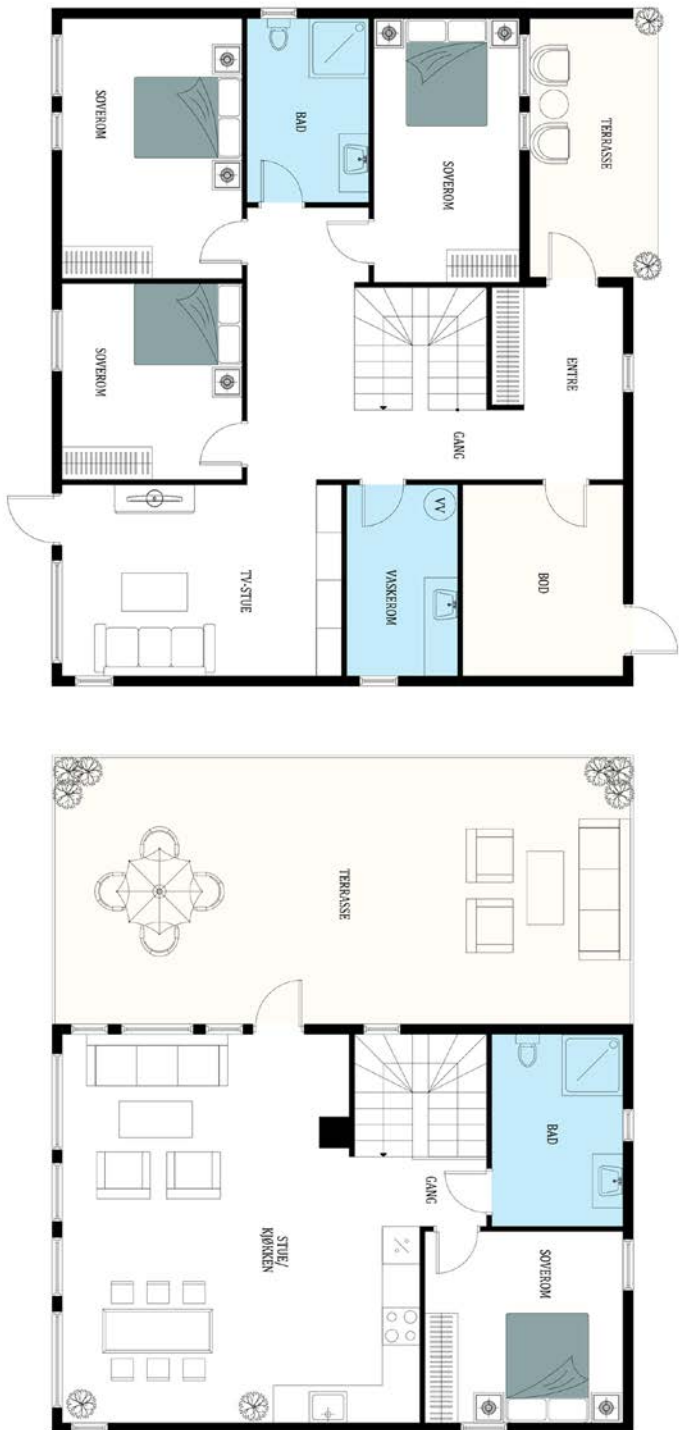 SOVEROM
BAD
SOVEROM
TERRASSE
SOVEROM
GANG
ENTRE
TV-STUE
VASKEROM
VV
BOD
TERRASSE
STUE/
KJØKKEN
GANG
BAD
SOVEROM